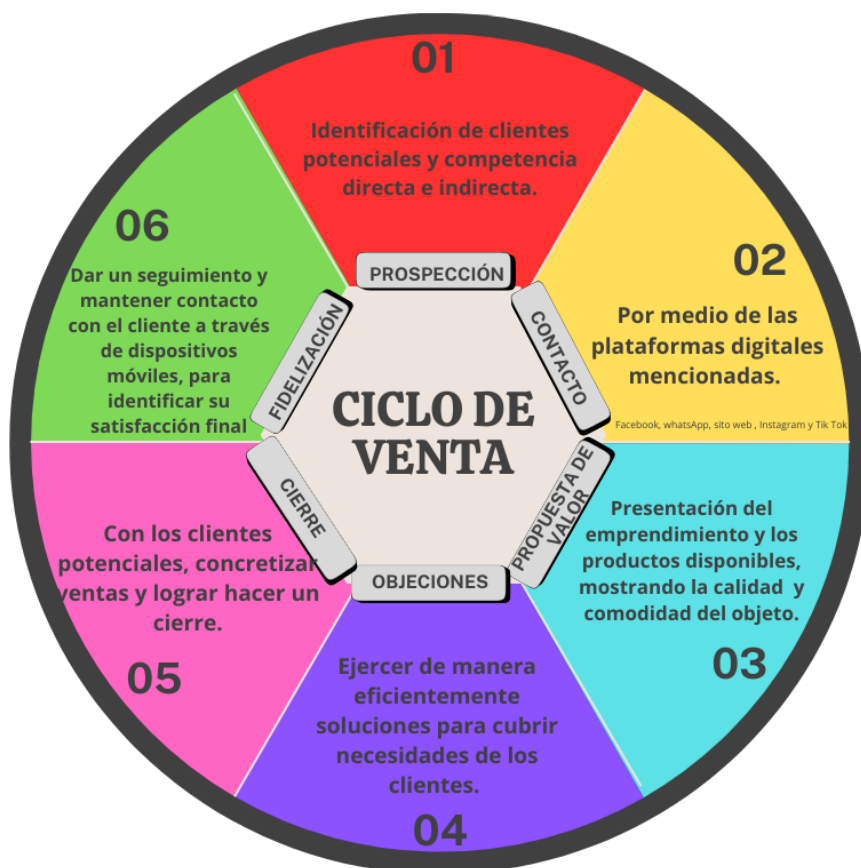 01
Identificación de clientes
potenciales y competencia
directa e indirecta.
PROSPECCIÓN
02
Por medio de las
plataformas digitales
mencionadas.
Facebook, whatsApp, sito web , Instagram y Tik Tok
CONTACTO
03
Presentación del
emprendimiento y los
productos disponibles,
mostrando la calidad y
comodidad del objeto.
PROPUESTA DE
VALOR
04
Ejercer de manera
eficientemente
soluciones para cubrir
necesidades de los
clientes.
OBJECIONES
05
Con los clientes
potenciales, concretizar
ventas y lograr hacer un
cierre.
CIERRE
06
Dar un seguimiento y
mantener contacto
con el cliente a través
de dispositivos
móviles, para
identificar su
satisfacción final
FIDELIZACIÓN
CICLO DE
VENTA